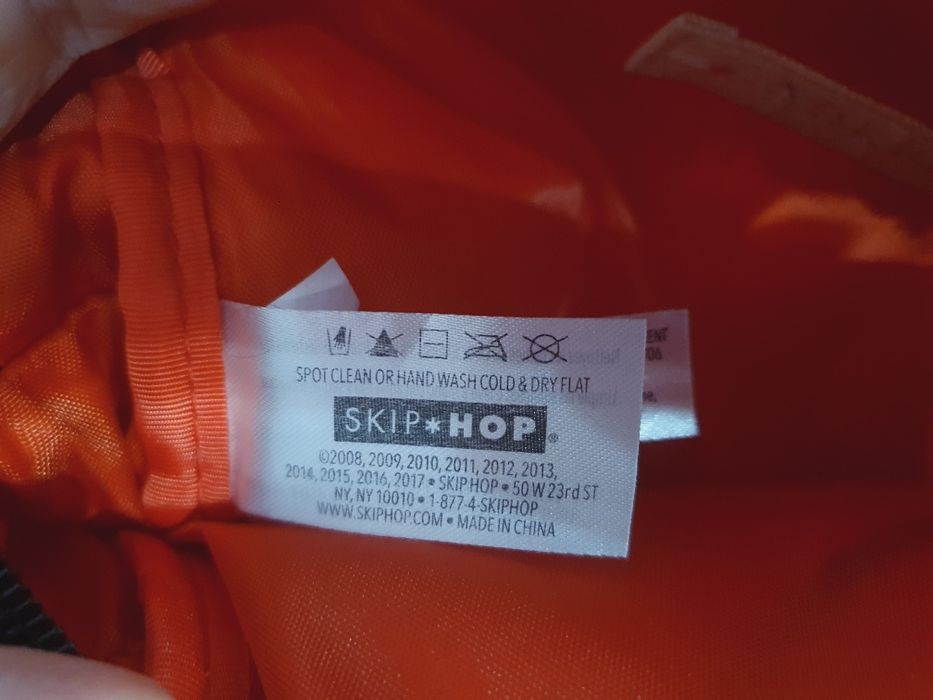 SPOT CLEAN OR HAND WASH COLD & DRY FLAT
SKIP*HOP®
©2008, 2009, 2010, 2011, 2012, 2013,
2014, 2015, 2016, 2017 • SKIP HOP • 50 W 23rd ST
NY, NY 10010 • 1-877-4-SKIPHOP
WWW.SKIPHOP.COM • MADE IN CHINA